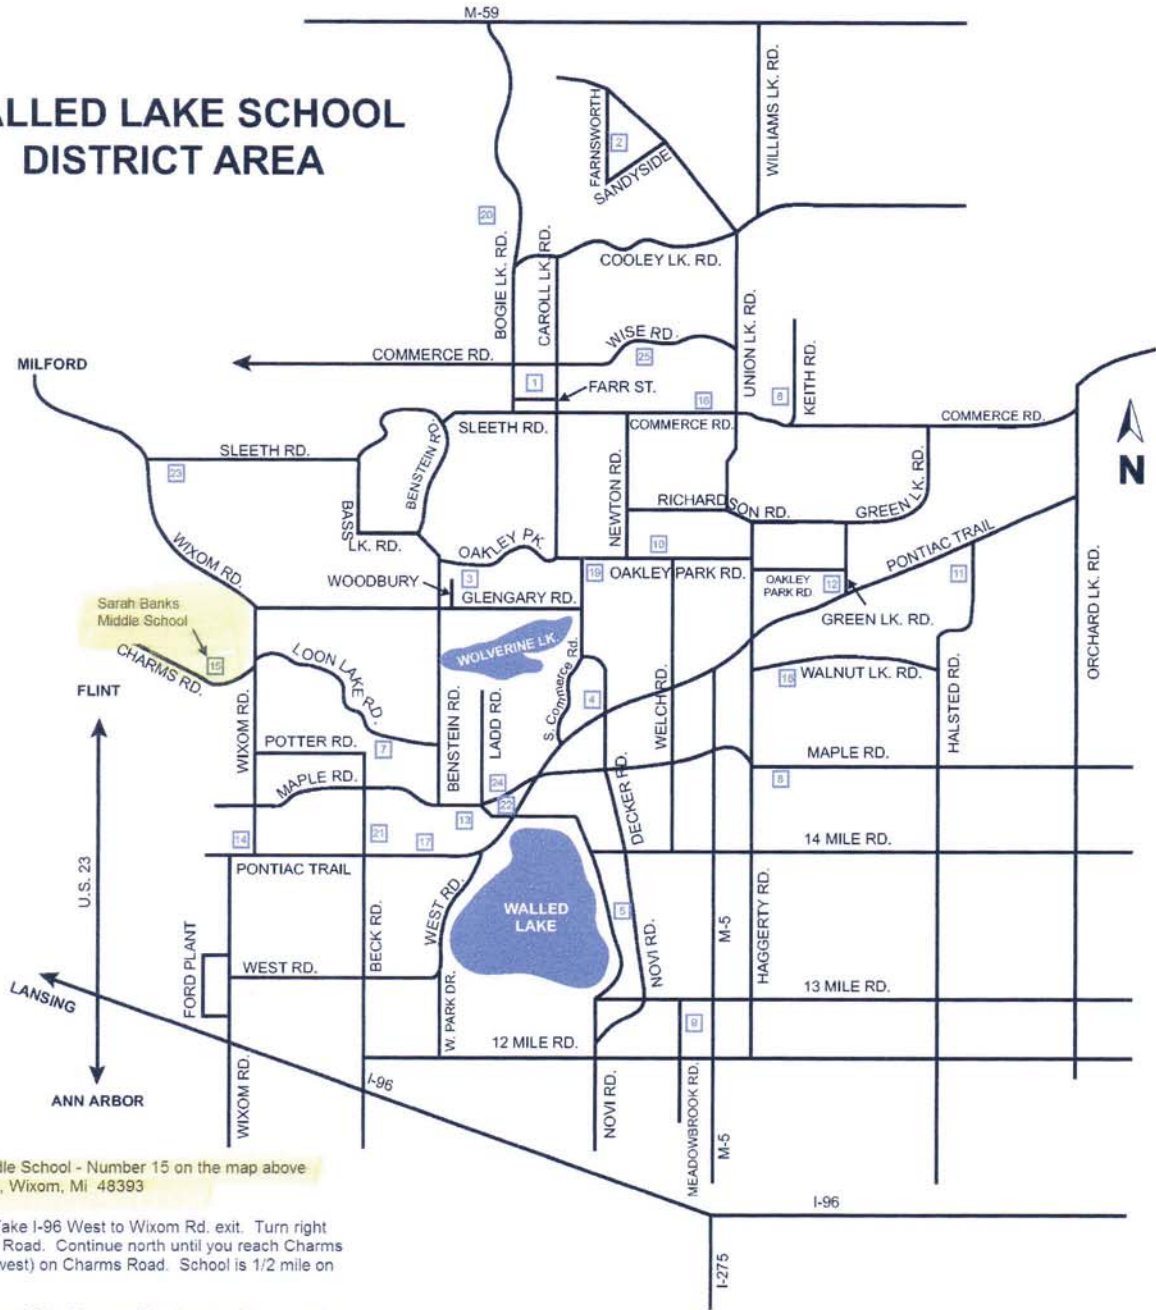 M-59
WALLED LAKE SCHOOL
DISTRICT AREA
WILLIAMS LK. RD.
FARNSWORTH
2
SANDYSIDE
20
BOGIE LK. RD.
CAROLL LK. RD.
COOLEY LK. RD.
UNION LK. RD.
WISE RD.
25
COMMERCE RD.
MILFORD
KEITH RD.
1
FARR ST.
16
SLEETH RD.
COMMERCE RD.
COMMERCE RD.
SLEETH RD.
23
BENSTEIN RD.
NEWTON RD.
GREEN LK. RD.
N
RICHARDSON RD.
BASS
LK. RD.
OAKLEY PK.
10
PONTIAC TRAIL
WIXOM RD.
WOODBURY
3
19
OAKLEY PARK RD.
OAKLEY
PARK RD.
12
11
GLENGARY RD.
GREEN LK. RD.
ORCHARD LK. RD.
Sarah Banks
Middle School
15
CHARMS RD.
LOON LAKE RD.
WOLVERINE LK.
S. Commerce Rd.
4
WELCH RD.
WALNUT LK. RD.
HALSTED RD.
FLINT
WIXOM RD.
POTTER RD.
7
BENSTEIN RD.
LADD RD.
MAPLE RD.
MAPLE RD.
24
22
8
DECKER RD.
14
21
17
13
14 MILE RD.
PONTIAC TRAIL
U.S. 23
WEST RD.
WALLED
LAKE
5
BECK RD.
NOVI RD.
M-5
HAGGERTY RD.
FORD PLANT
WEST RD.
13 MILE RD.
LANSING
W. PARK DR.
9
12 MILE RD.
ANN ARBOR
WIXOM RD.
I-96
NOVI RD.
MEADOWBROOK RD.
M-5
School - Number 15 on the map above
, Wixom, Mi 48393
I-96
Take I-96 West to Wixom Rd. exit. Turn right
Road. Continue north until you reach Charms
west) on Charms Road. School is 1/2 mile on
I-275